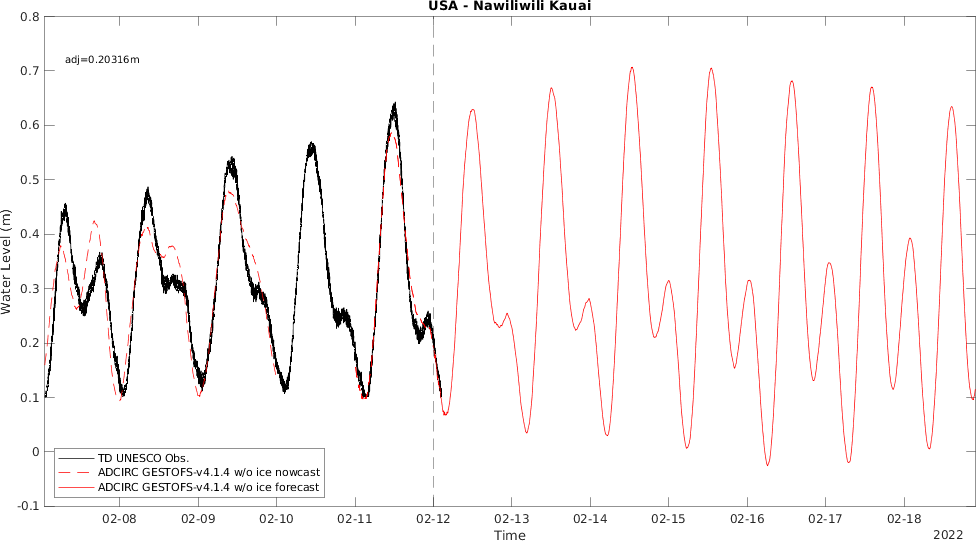 USA - Nawiliwili Kauai
0.8
0.7
0.6
0.5
0.4
0.3
0.2
0.1
0
-0.1
Water Level (m)
adj=0.20316m
TD UNESCO Obs.
ADCIRC GESTOFS-v4.1.4 w/o ice nowcast
ADCIRC GESTOFS-v4.1.4 w/o ice forecast
02-08 02-09 02-10 02-11 02-12 02-13 02-14 02-15 02-16 02-17 02-18
Time
2022